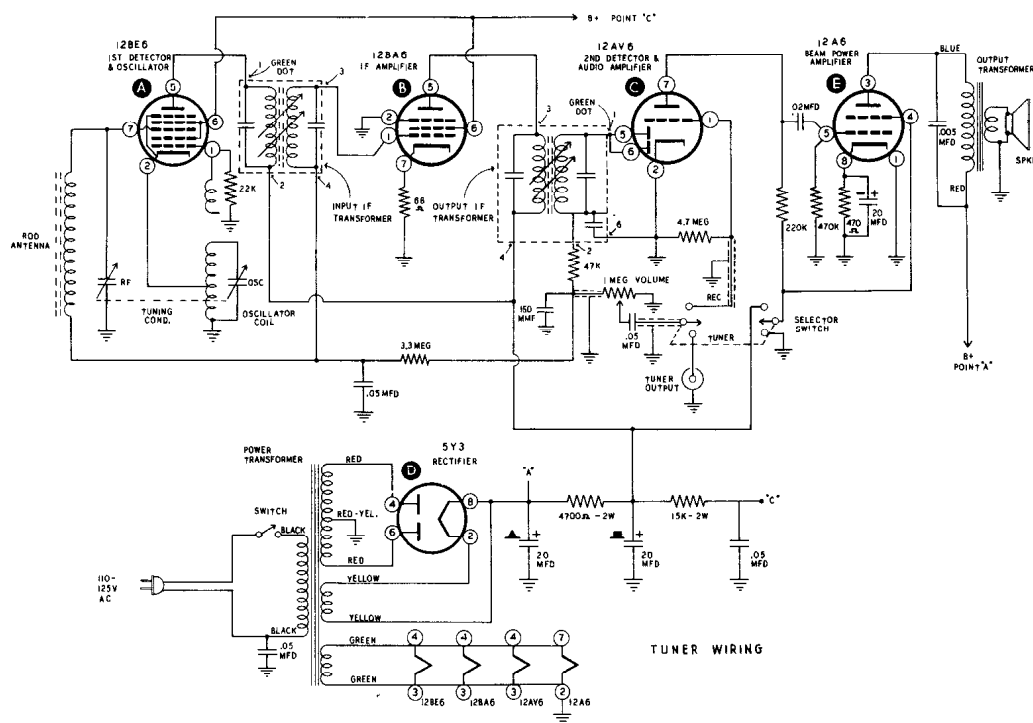 B+ POINT "C"
12BE6
1ST DETECTOR
& OSCILLATOR
A
5
7
6
1
2
22K
1
GREEN
DOT
3
2
4
INPUT IF
TRANSFORMER
12BA6
I F AMPLIFIER
B
5
2
1
6
7
68
Ω
OUTPUT I.F
TRANSFORMER
3
GREEN
DOT
1
4
2
6
12AV6
2ND DETECTOR &
AUDIO AMPLIFIER
C
7
5
6
1
2
4.7 MEG
.02MFD
12A6
BEAM POWER
AMPLIFIER
E
3
5
4
8
1
220K
470K
470
Ω
20
MFD
BLUE
OUTPUT
TRANSFORMER
.005
MFD
SPKR
RED
ROD
ANTENNA
RF
TUNING
COND.
.05C
OSCILLATOR
COIL
47K
1 MEG VOLUME
150
MMF
.05
MFD
REC
TUNER
SELECTOR
SWITCH
TUNER
OUTPUT
B+
POINT "A"
3.3 MEG
.05 MFD
POWER
TRANSFORMER
RED
RED-YEL.
RED
D
5Y3
RECTIFIER
4
6
8
2
"A"
4700Ω-2W
15K-2W
"C"
20
MFD
20
MFD
.05
MFD
SWITCH
BLACK
110-
125V
AC
BLACK
.05
MFD
YELLOW
YELLOW
GREEN
GREEN
4
4
4
7
3
12BE6
3
12BA6
3
12AV6
2
12A6
TUNER WIRING